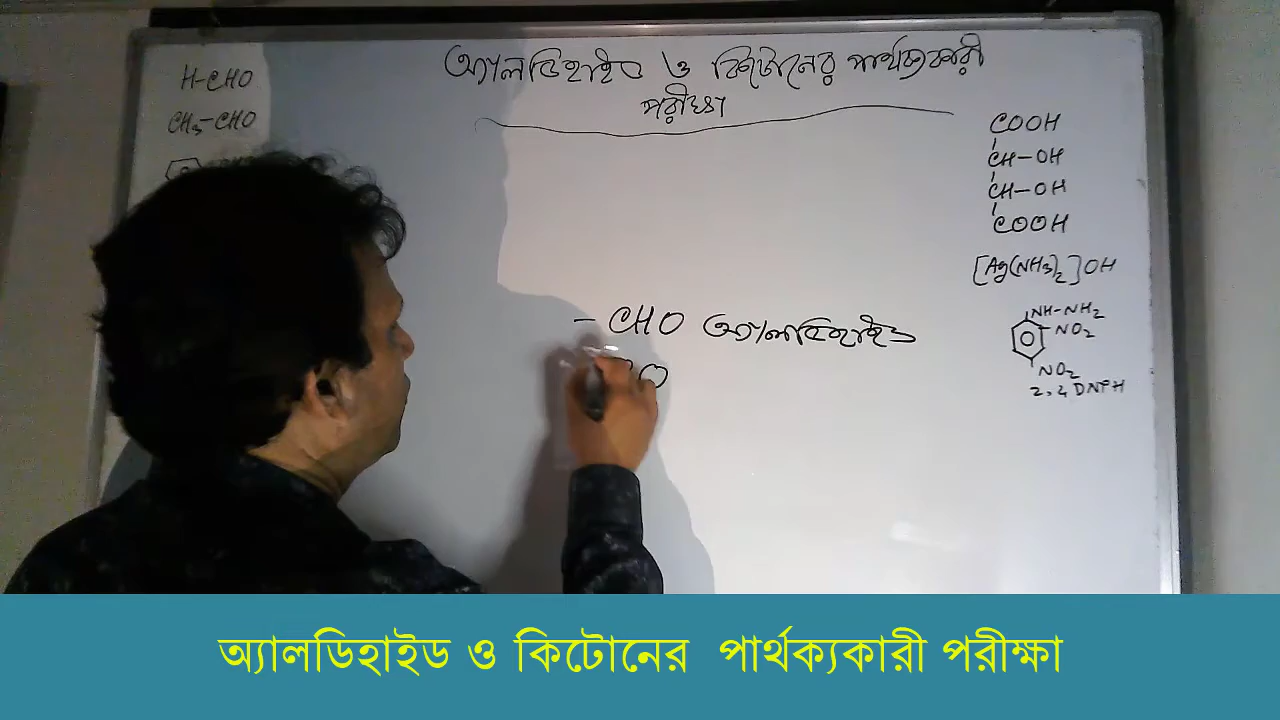 অ্যালডিহাইড ও কিটোনের পার্থক্যকারী
পরীক্ষা
H-CHO
CH₃-CHO
- CHO অ্যালডিহাইড
CO
COOH
CH-OH
CH-OH
COOH
[Ag(NH₃)₂]OH
NH-NH₂
NO₂
NO₂
2,4 DNPH
অ্যালডিহাইড ও কিটোনের পার্থক্যকারী পরীক্ষা